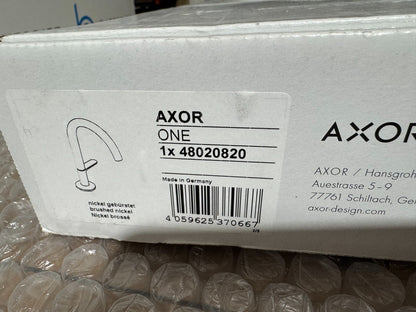 AXOR
ONE
1x 48020820
Made in Germany
nickel gebürstet
brushed nickel
Nickel brossé
4 059625 370667
AXOR
AXOR / Hansgroh
Auestrasse 5 – 9
77761 Schiltach, Ger
axor-design.com